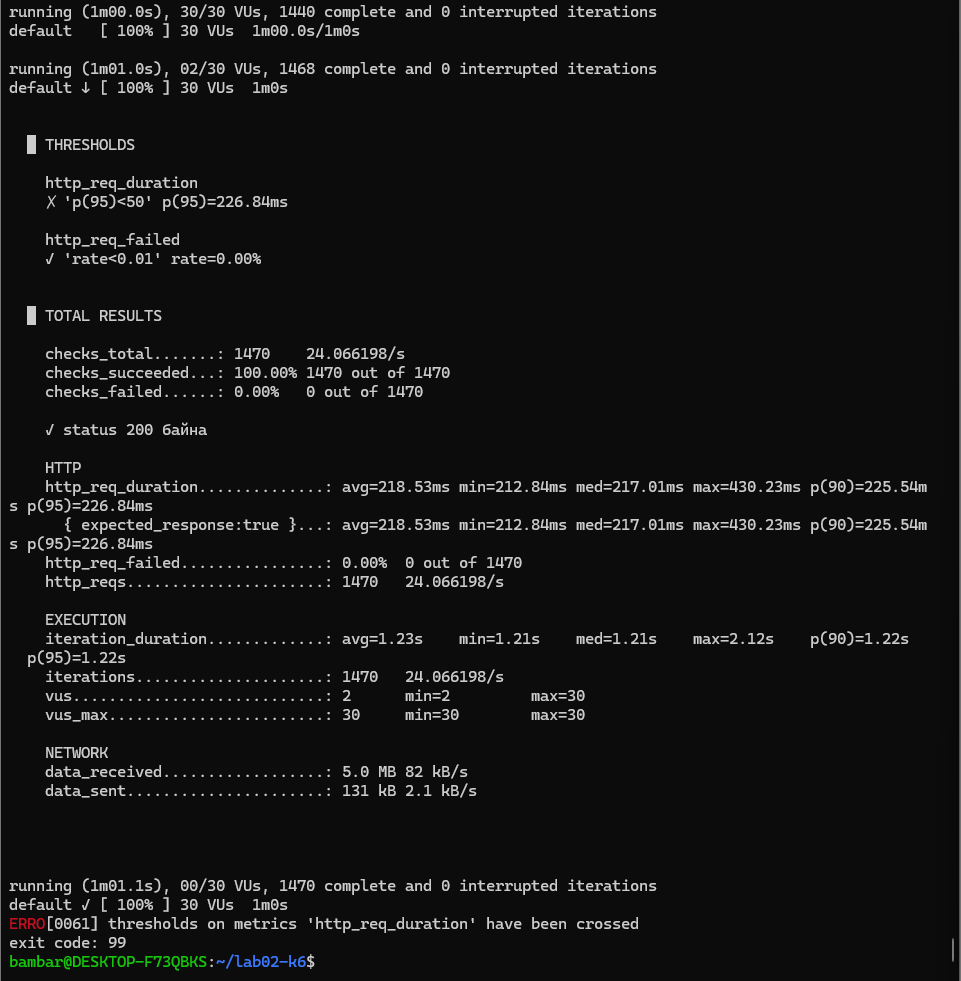 running (1m00.0s), 30/30 VUs, 1440 complete and 0 interrupted iterations
default   [ 100% ] 30 VUs  1m00.0s/1m0s
running (1m01.0s), 02/30 VUs, 1468 complete and 0 interrupted iterations
default ↓ [ 100% ] 30 VUs  1m0s
█ THRESHOLDS
http_req_duration
✗ 'p(95)<50' p(95)=226.84ms
http_req_failed
✓ 'rate<0.01' rate=0.00%
█ TOTAL RESULTS
checks_total.......: 1470    24.066198/s
checks_succeeded...: 100.00% 1470 out of 1470
checks_failed......: 0.00%   0 out of 1470
✓ status 200 байна
HTTP
http_req_duration..............: avg=218.53ms min=212.84ms med=217.01ms max=430.23ms p(90)=225.54m
s p(95)=226.84ms
{ expected_response:true }...: avg=218.53ms min=212.84ms med=217.01ms max=430.23ms p(90)=225.54m
s p(95)=226.84ms
http_req_failed................: 0.00%  0 out of 1470
http_reqs......................: 1470   24.066198/s
EXECUTION
iteration_duration.............: avg=1.23s    min=1.21s    med=1.21s    max=2.12s    p(90)=1.22s
p(95)=1.22s
iterations.....................: 1470   24.066198/s
vus............................: 2      min=2         max=30
vus_max........................: 30     min=30        max=30
NETWORK
data_received..................: 5.0 MB 82 kB/s
data_sent......................: 131 kB 2.1 kB/s
running (1m01.1s), 00/30 VUs, 1470 complete and 0 interrupted iterations
default ✓ [ 100% ] 30 VUs  1m0s
ERRO[0061] thresholds on metrics 'http_req_duration' have been crossed
exit code: 99
bambar@DESKTOP-F73QBKS:~/lab02-k6$